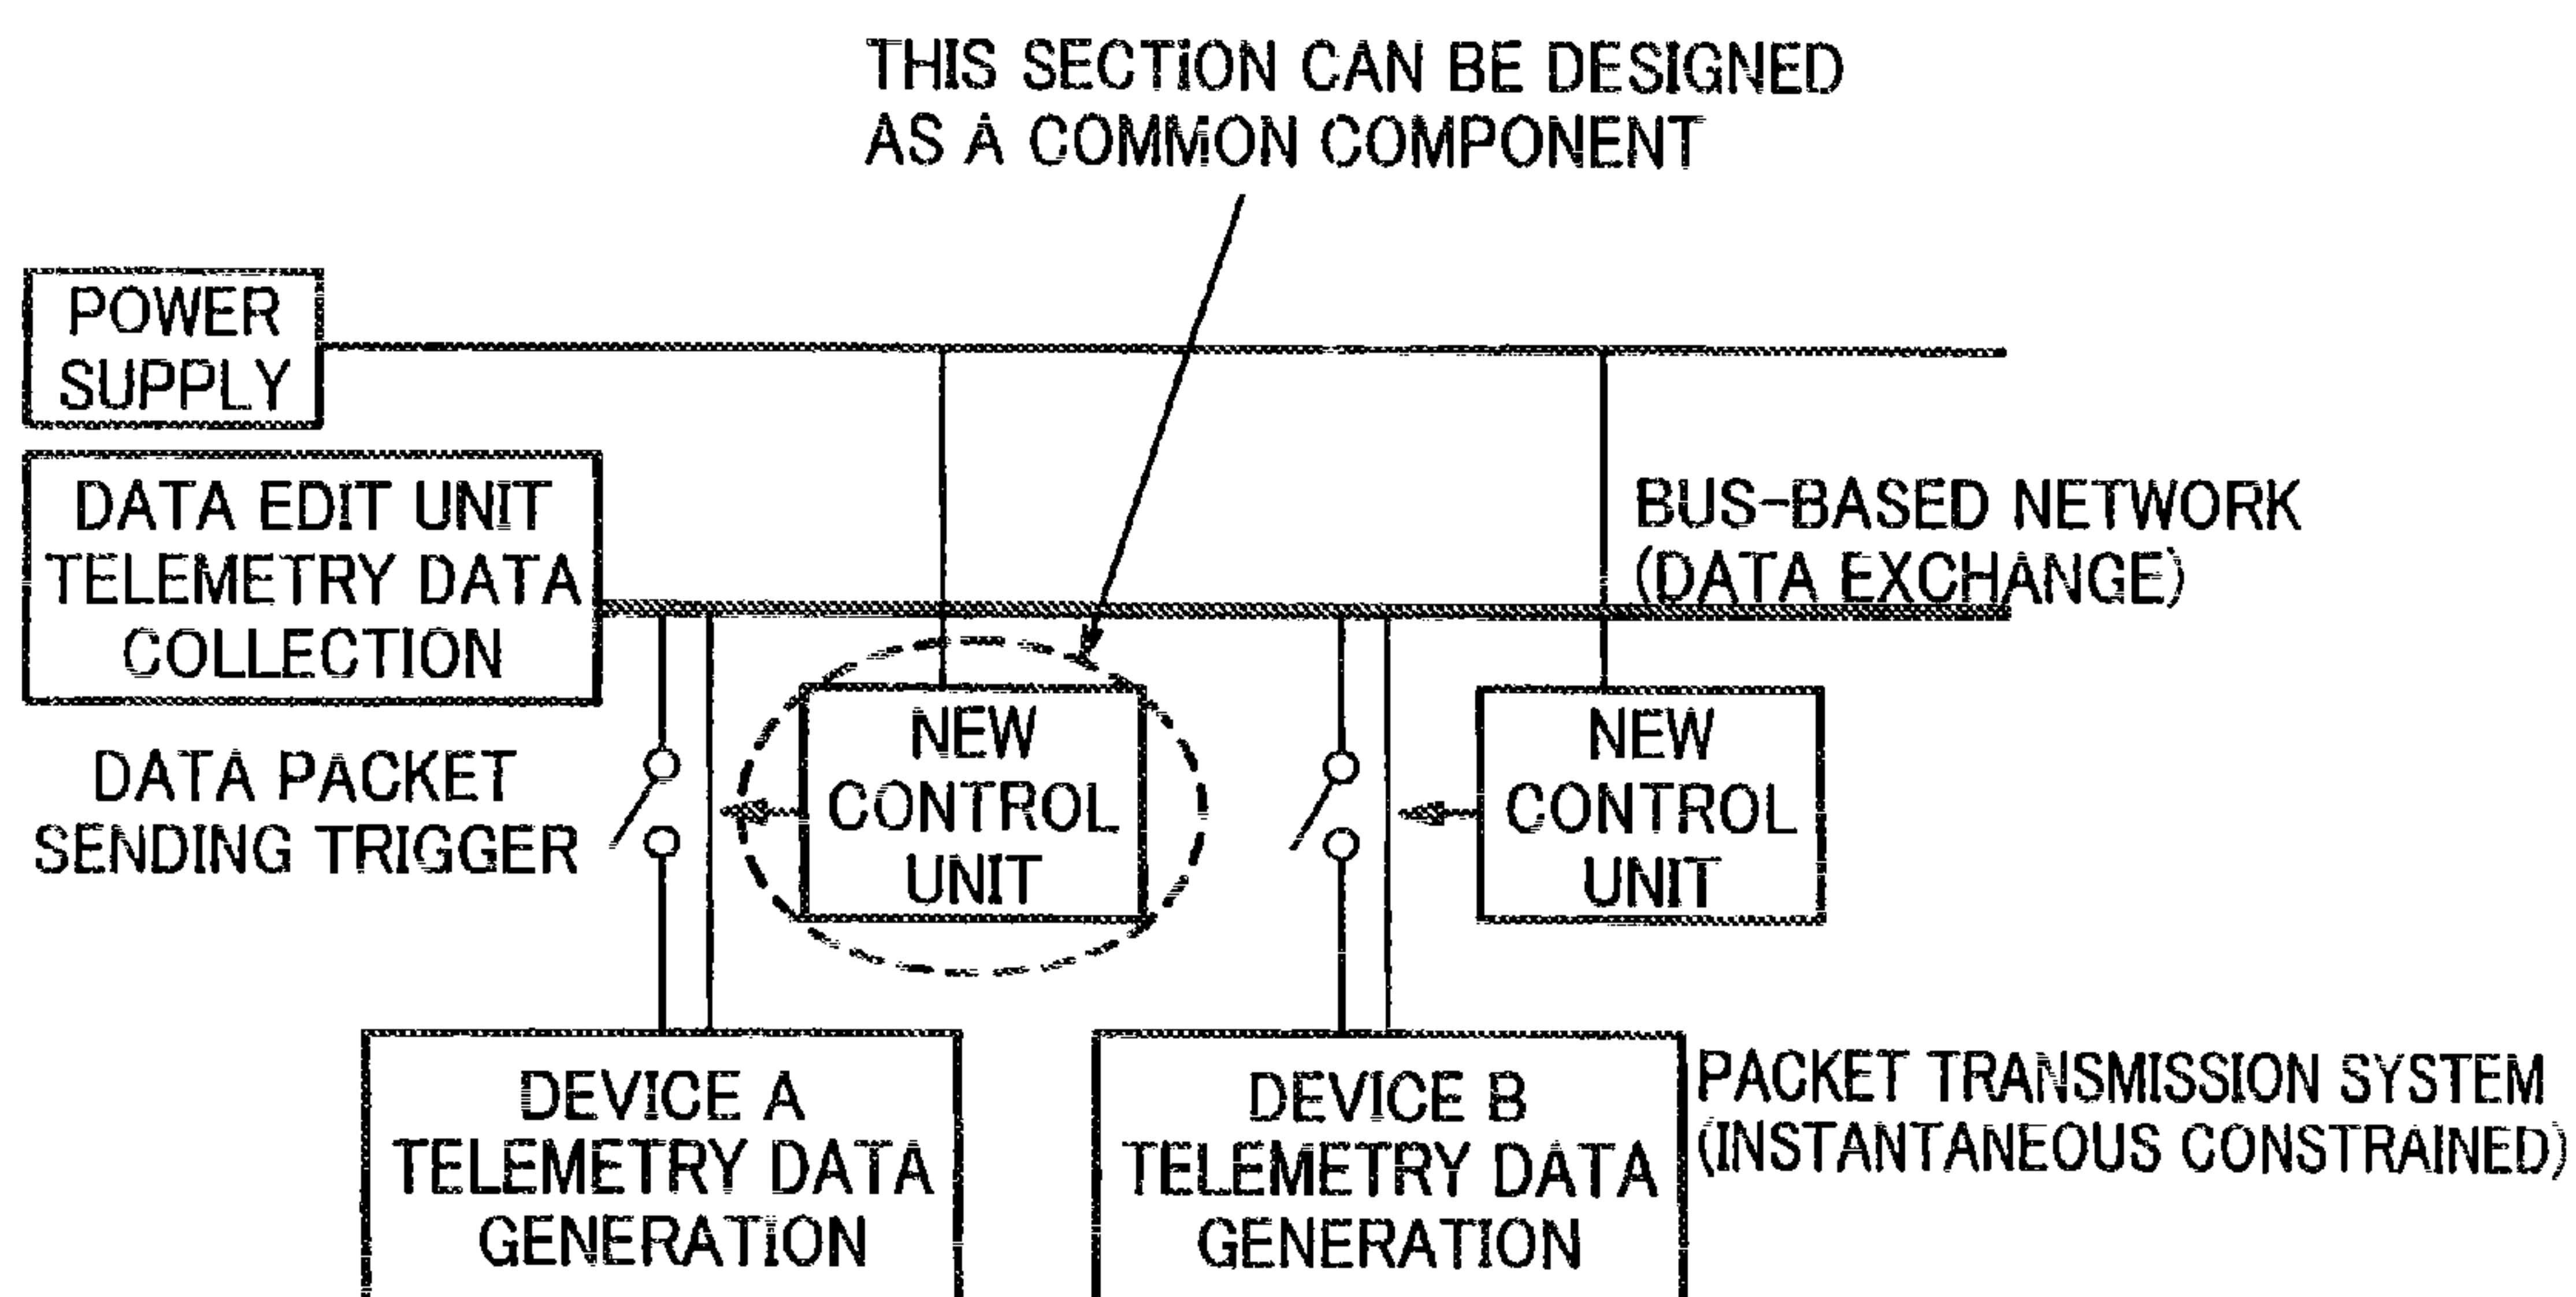 THIS SECTION CAN BE DESIGNED
AS A COMMON COMPONENT
POWER
SUPPLY
DATA EDIT UNIT
TELEMETRY DATA
COLLECTION
BUS-BASED NETWORK
(DATA EXCHANGE)
DATA PACKET
SENDING TRIGGER
NEW
CONTROL
UNIT
NEW
CONTROL
UNIT
DEVICE A
TELEMETRY DATA
GENERATION
DEVICE B
TELEMETRY DATA
GENERATION
PACKET TRANSMISSION SYSTEM
(INSTANTANEOUS CONSTRAINED)